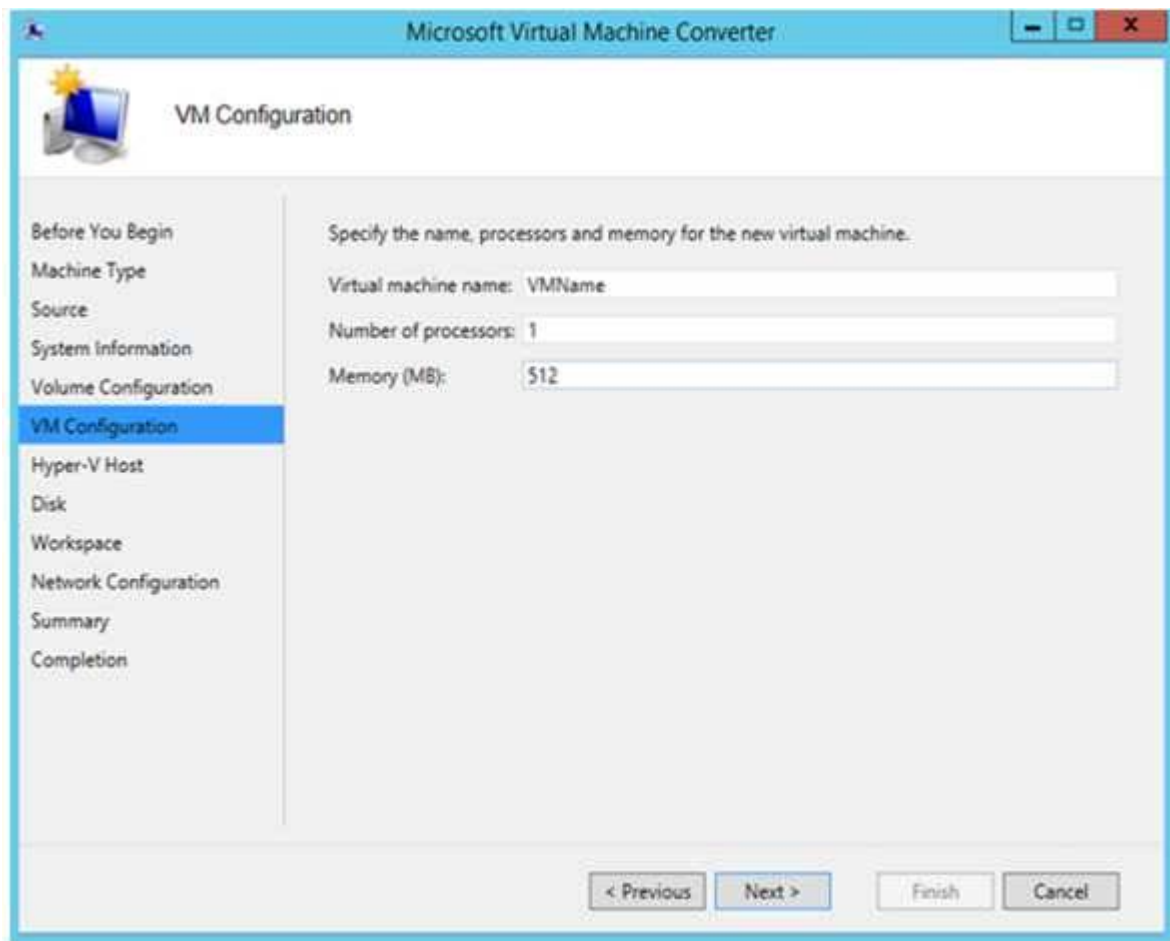 Microsoft Virtual Machine Converter
VM Configuration
Before You Begin
Machine Type
Source
System Information
Volume Configuration
VM Configuration
Hyper-V Host
Disk
Workspace
Network Configuration
Summary
Completion
Specify the name, processors and memory for the new virtual machine.
Virtual machine name: VMName
Number of processors: 1
Memory (MB): 512
< Previous Next > Finish Cancel